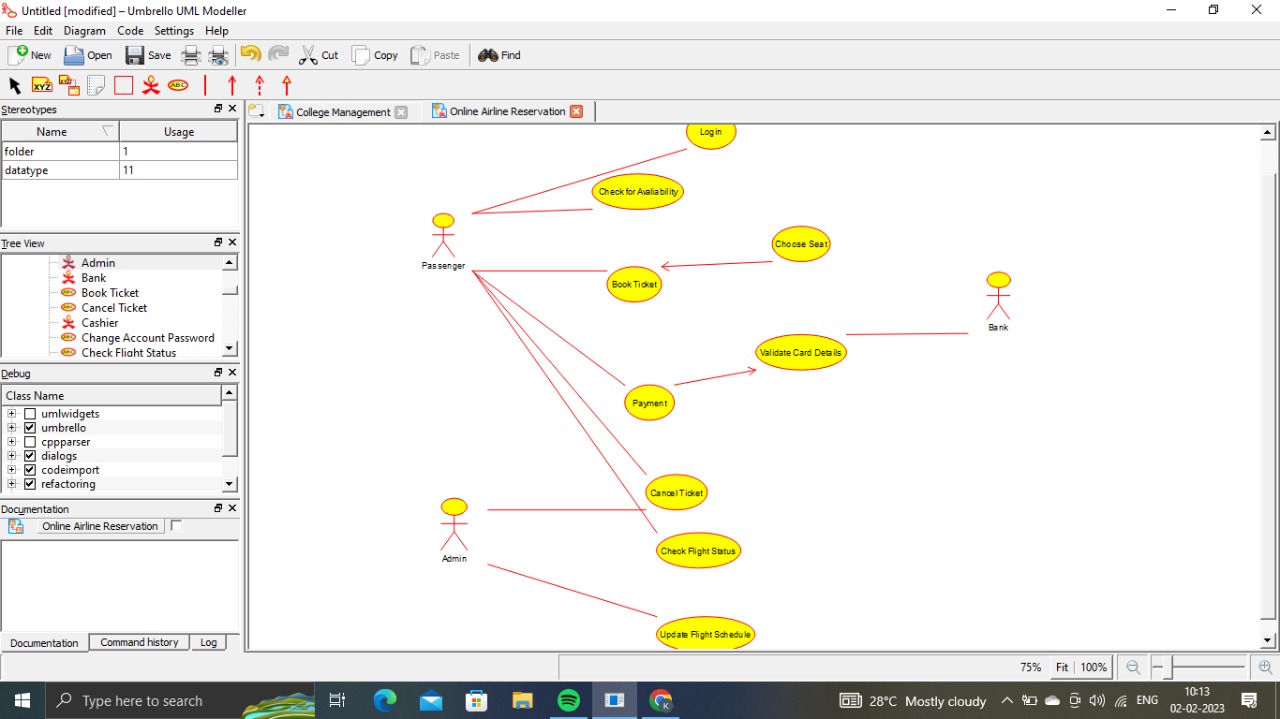 Untitled [modified] – Umbrello UML Modeller
File Edit Diagram Code Settings Help
New Open Save Cut Copy Paste Find
XYZ ABC
Stereotypes
College Management Online Airline Reservation
Name Usage
folder 1
datatype 11
Tree View
Admin
Bank
Book Ticket
Cancel Ticket
Cashier
Change Account Password
Check Flight Status
Debug
Class Name
umlwidgets
umbrello
cppparser
dialogs
codeimport
refactoring
Documentation
Online Airline Reservation
Documentation Command history Log
Login
Check for Avaliability
Passenger
Choose Seat
Book Ticket
Bank
Validate Card Details
Payment
Cancel Ticket
Admin
Check Flight Status
Update Flight Schedule
75% Fit 100%
Type here to search
28°C Mostly cloudy
ENG
10:13
02-02-2023